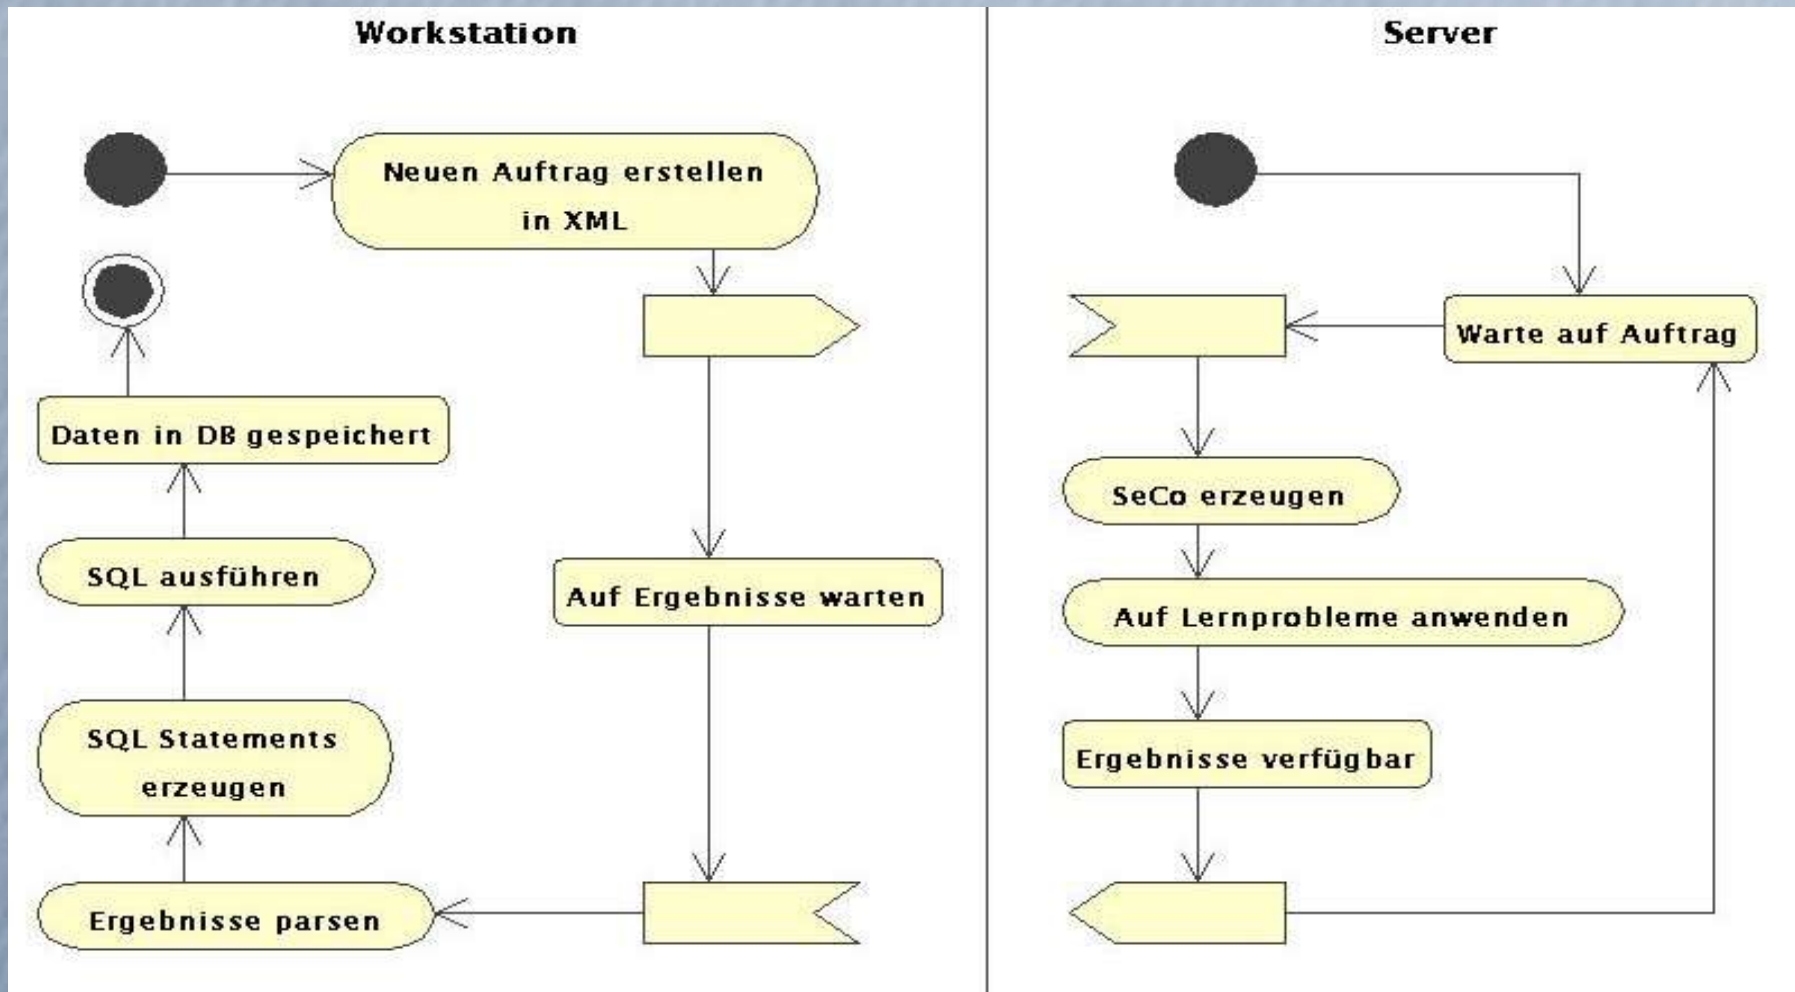 Workstation
Neuen Auftrag erstellen
in XML
Daten in DB gespeichert
SQL ausführen
Auf Ergebnisse warten
SQL Statements
erzeugen
Ergebnisse parsen
Server
Warte auf Auftrag
SeCo erzeugen
Auf Lernprobleme anwenden
Ergebnisse verfügbar